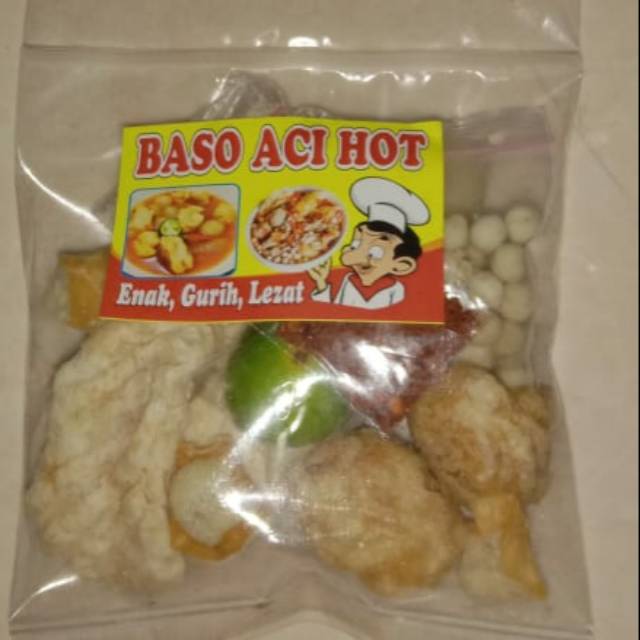 BASO ACI HOT
Enak, Gurih, Lezat